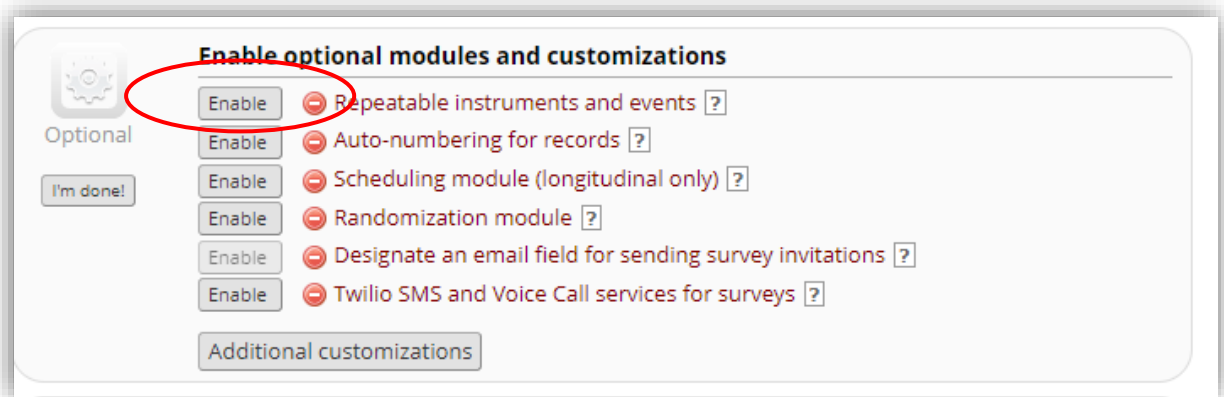 Enable optional modules and customizations
Enable Repeatable instruments and events ?
Optional
Enable Auto-numbering for records ?
I'm done!
Enable Scheduling module (longitudinal only) ?
Enable Randomization module ?
Enable Designate an email field for sending survey invitations ?
Enable Twilio SMS and Voice Call services for surveys ?
Additional customizations